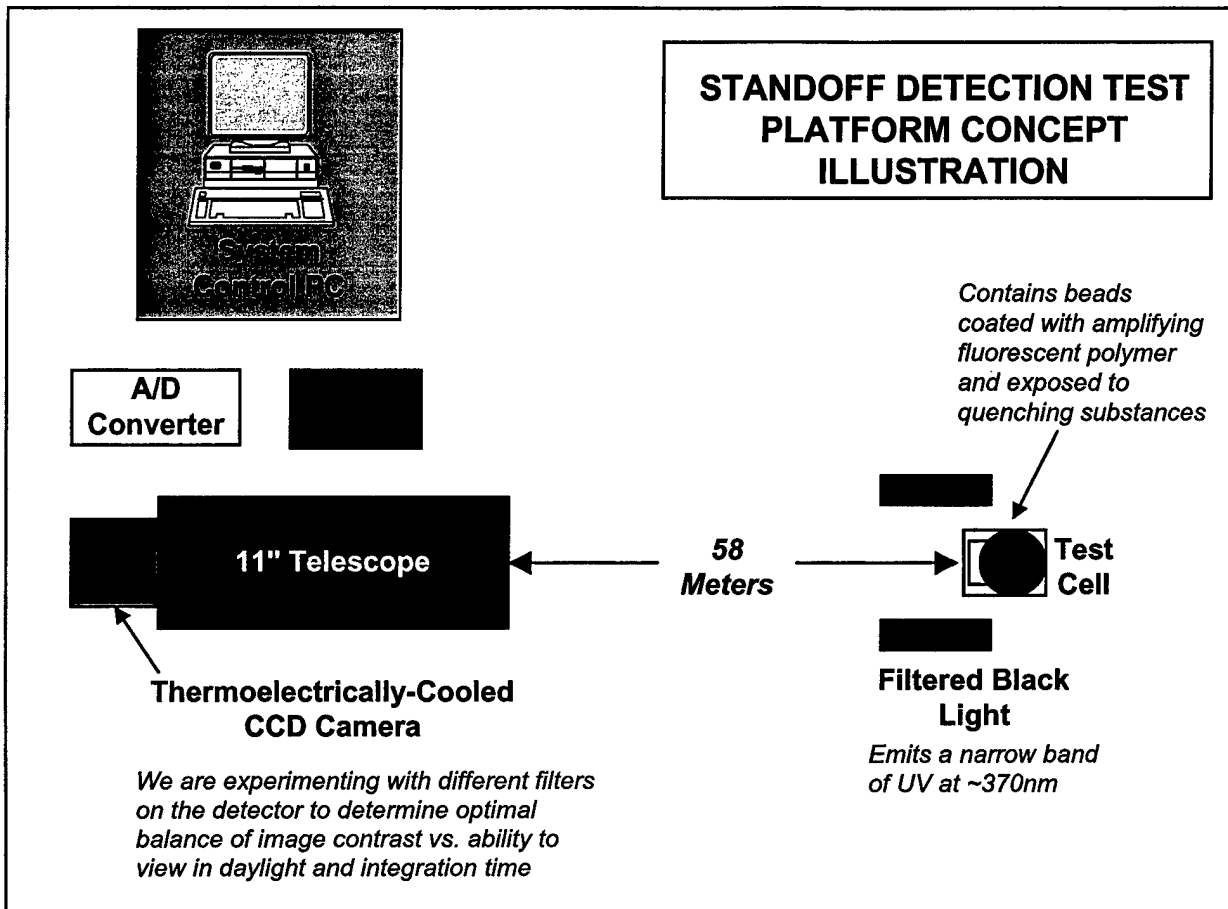 STANDOFF DETECTION TEST
PLATFORM CONCEPT
ILLUSTRATION
System
Control PC
Contains beads
coated with amplifying
fluorescent polymer
and exposed to
quenching substances
A/D
Converter
11" Telescope
58
Meters
Test
Cell
Thermoelectrically-Cooled
CCD Camera
We are experimenting with different filters
on the detector to determine optimal
balance of image contrast vs. ability to
view in daylight and integration time
Filtered Black
Light
Emits a narrow band
of UV at ~370nm